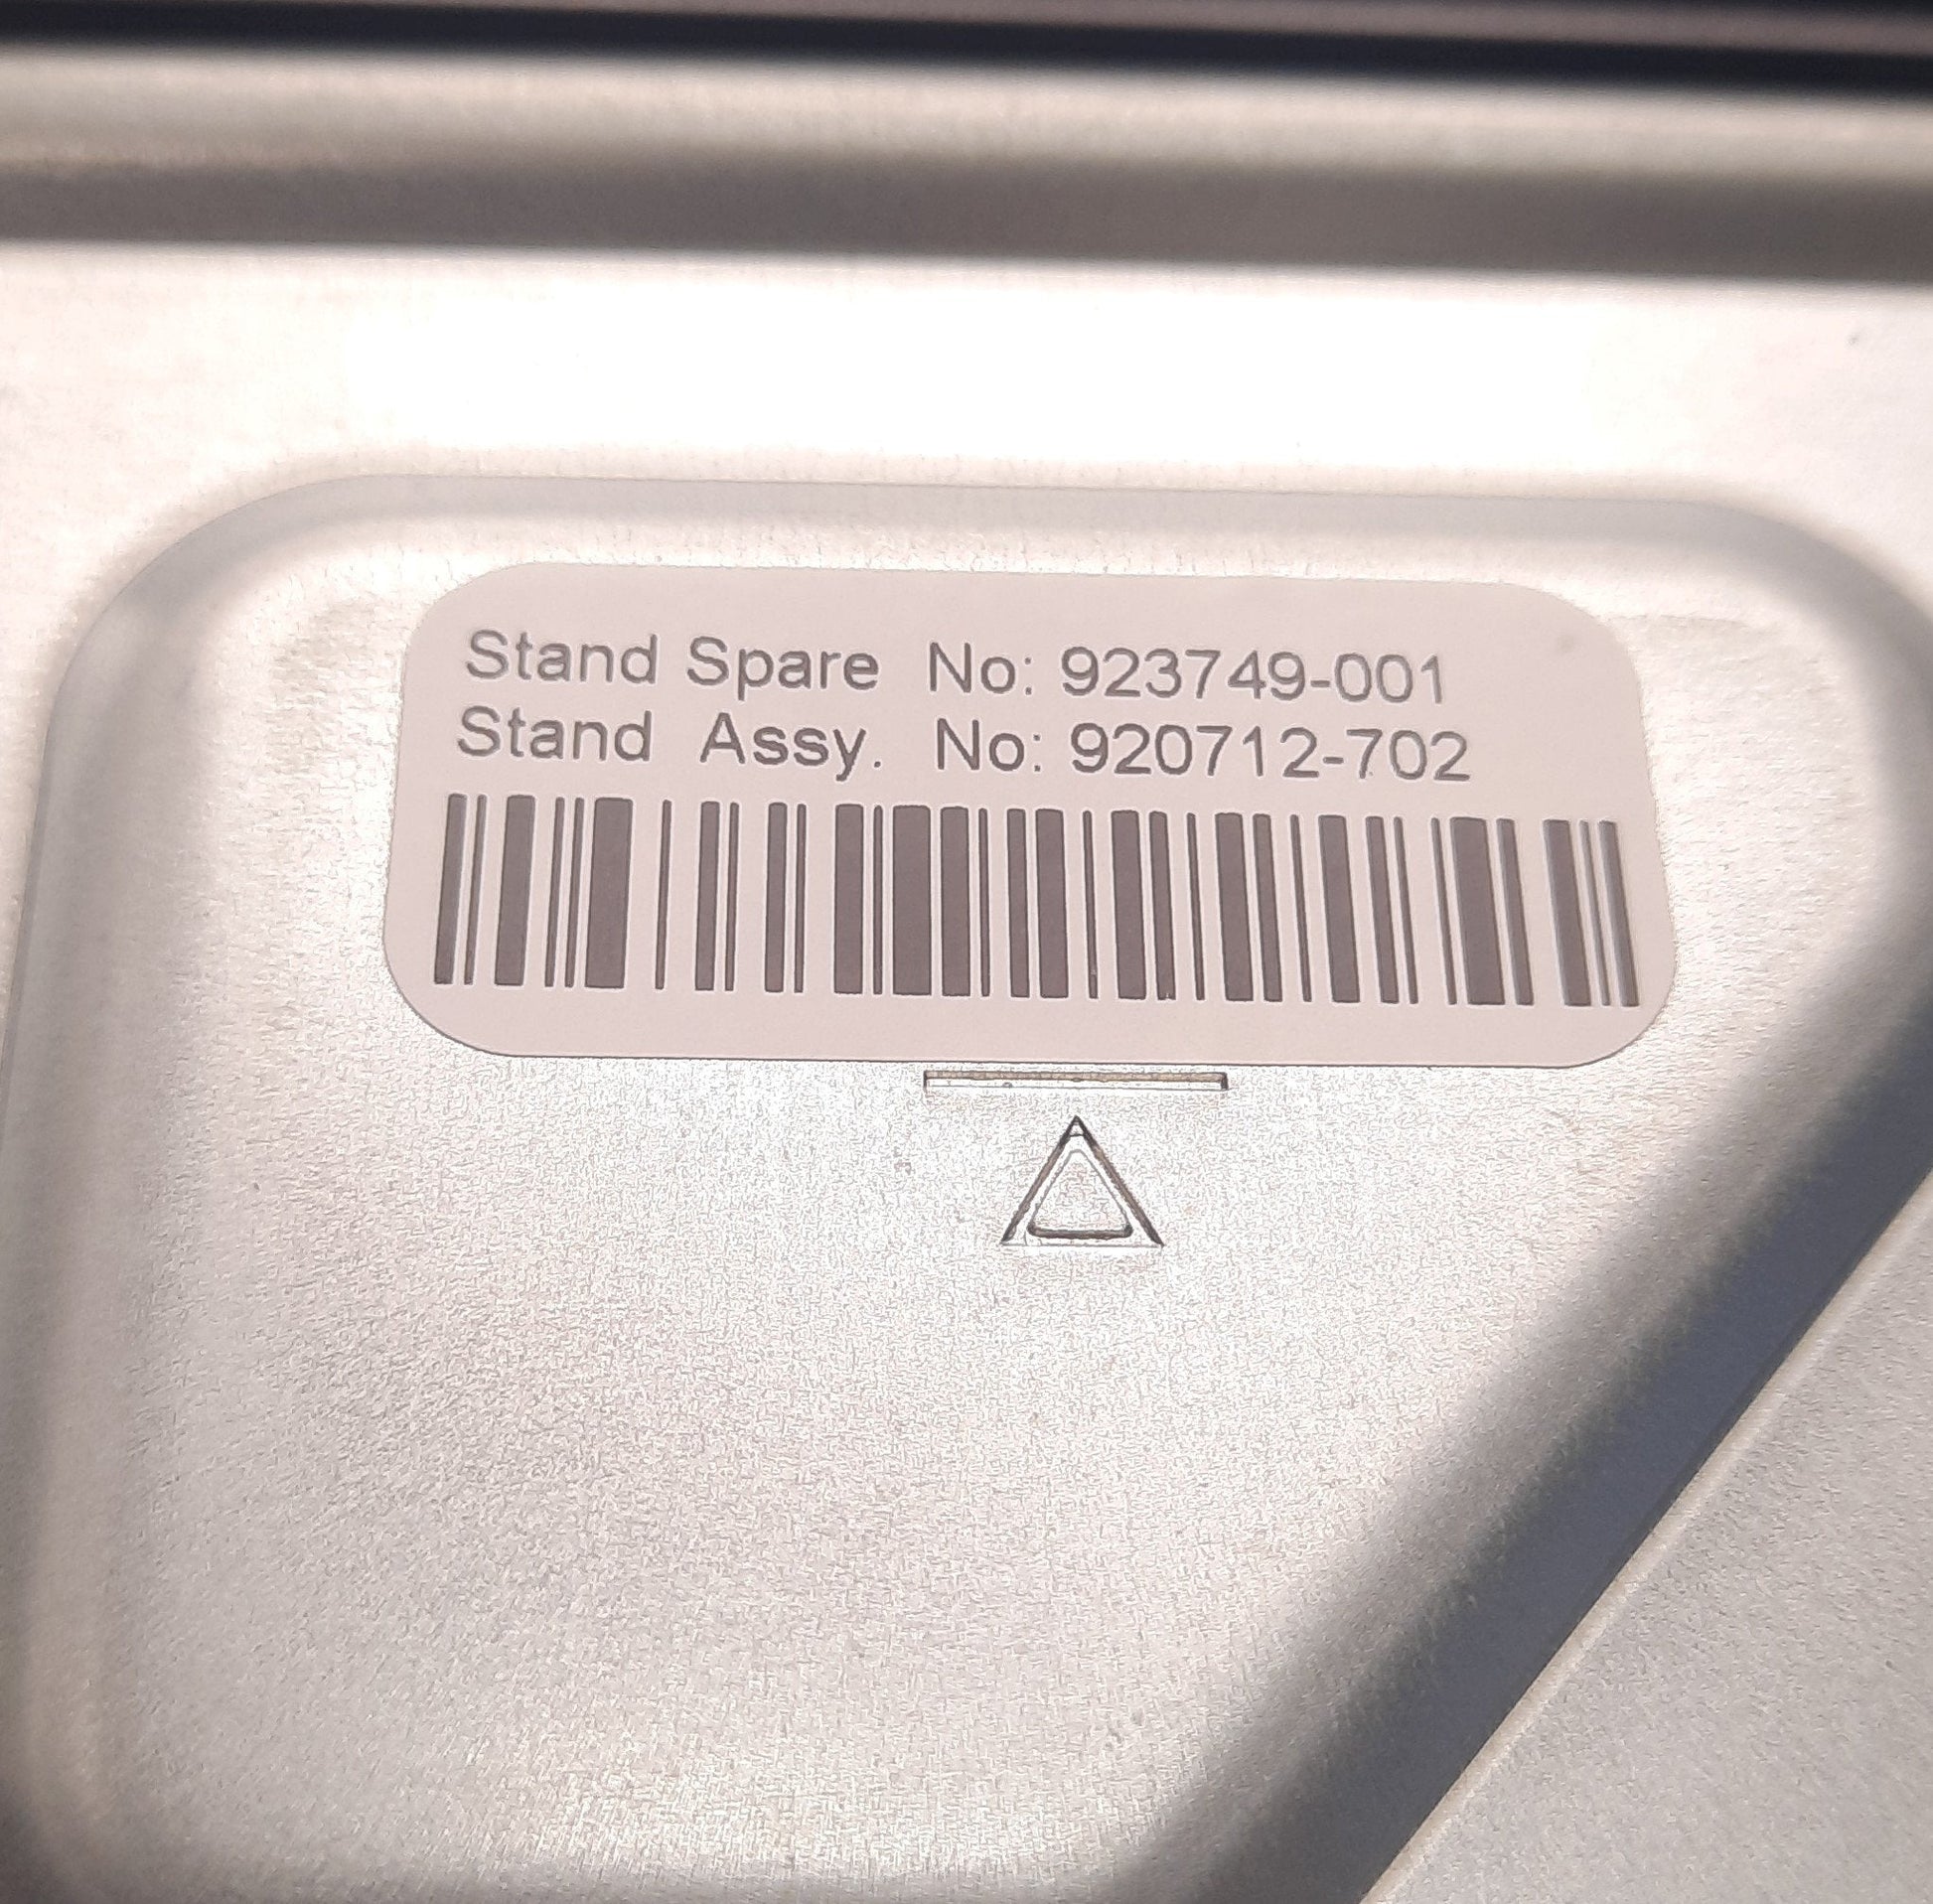 Stand Spare No: 923749-001
Stand Assy. No: 920712-702